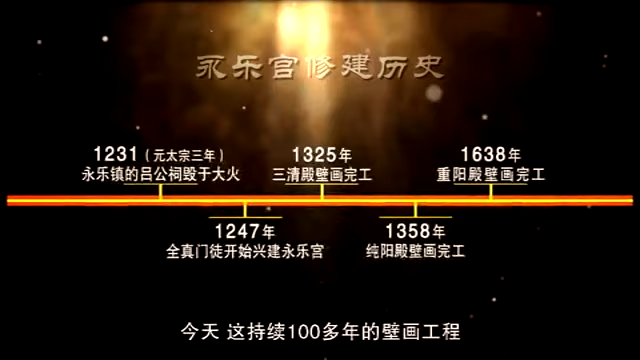 永乐宫修建历史
1231（元太宗三年）
永乐镇的吕公祠毁于大火
1247年
全真门徒开始兴建永乐宫
1325年
三清殿壁画完工
1358年
纯阳殿壁画完工
1638年
重阳殿壁画完工
今天 这持续100多年的壁画工程